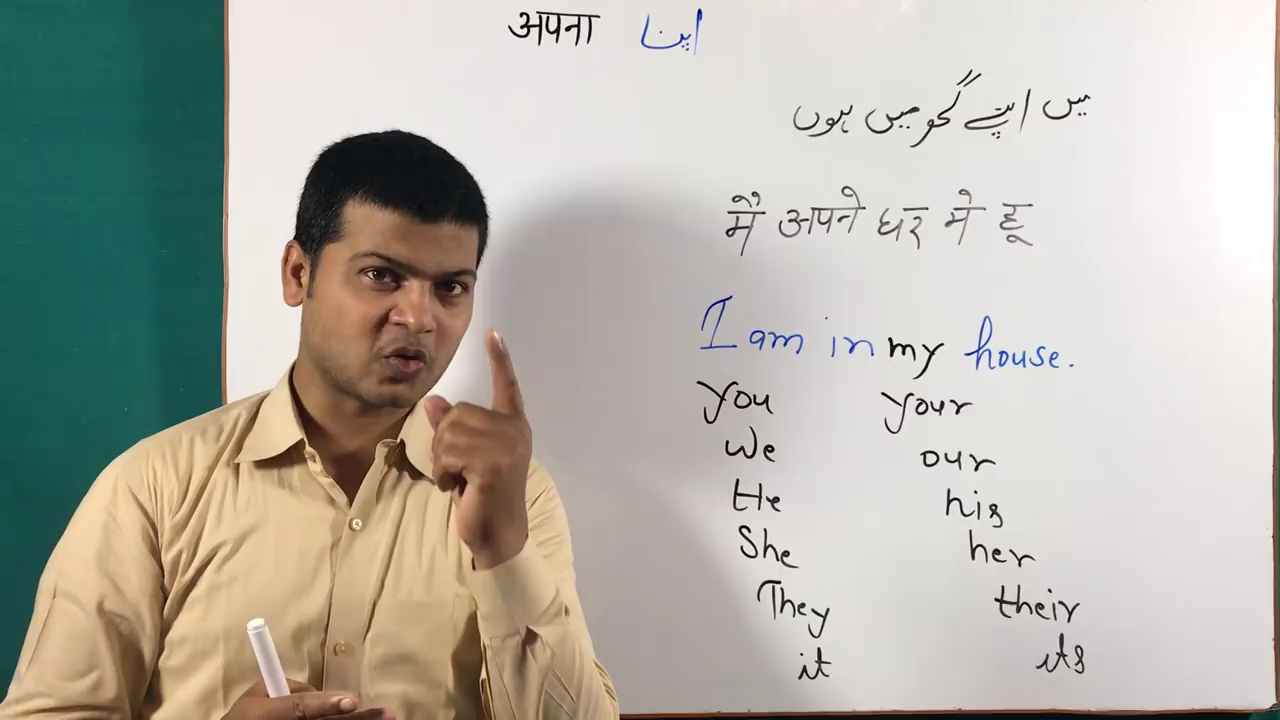 अपना اپنا
میں اپنے گھر میں ہوں
मैं अपने घर मे हू
I am in my house.
you your
We our
He his
She her
They their
it its